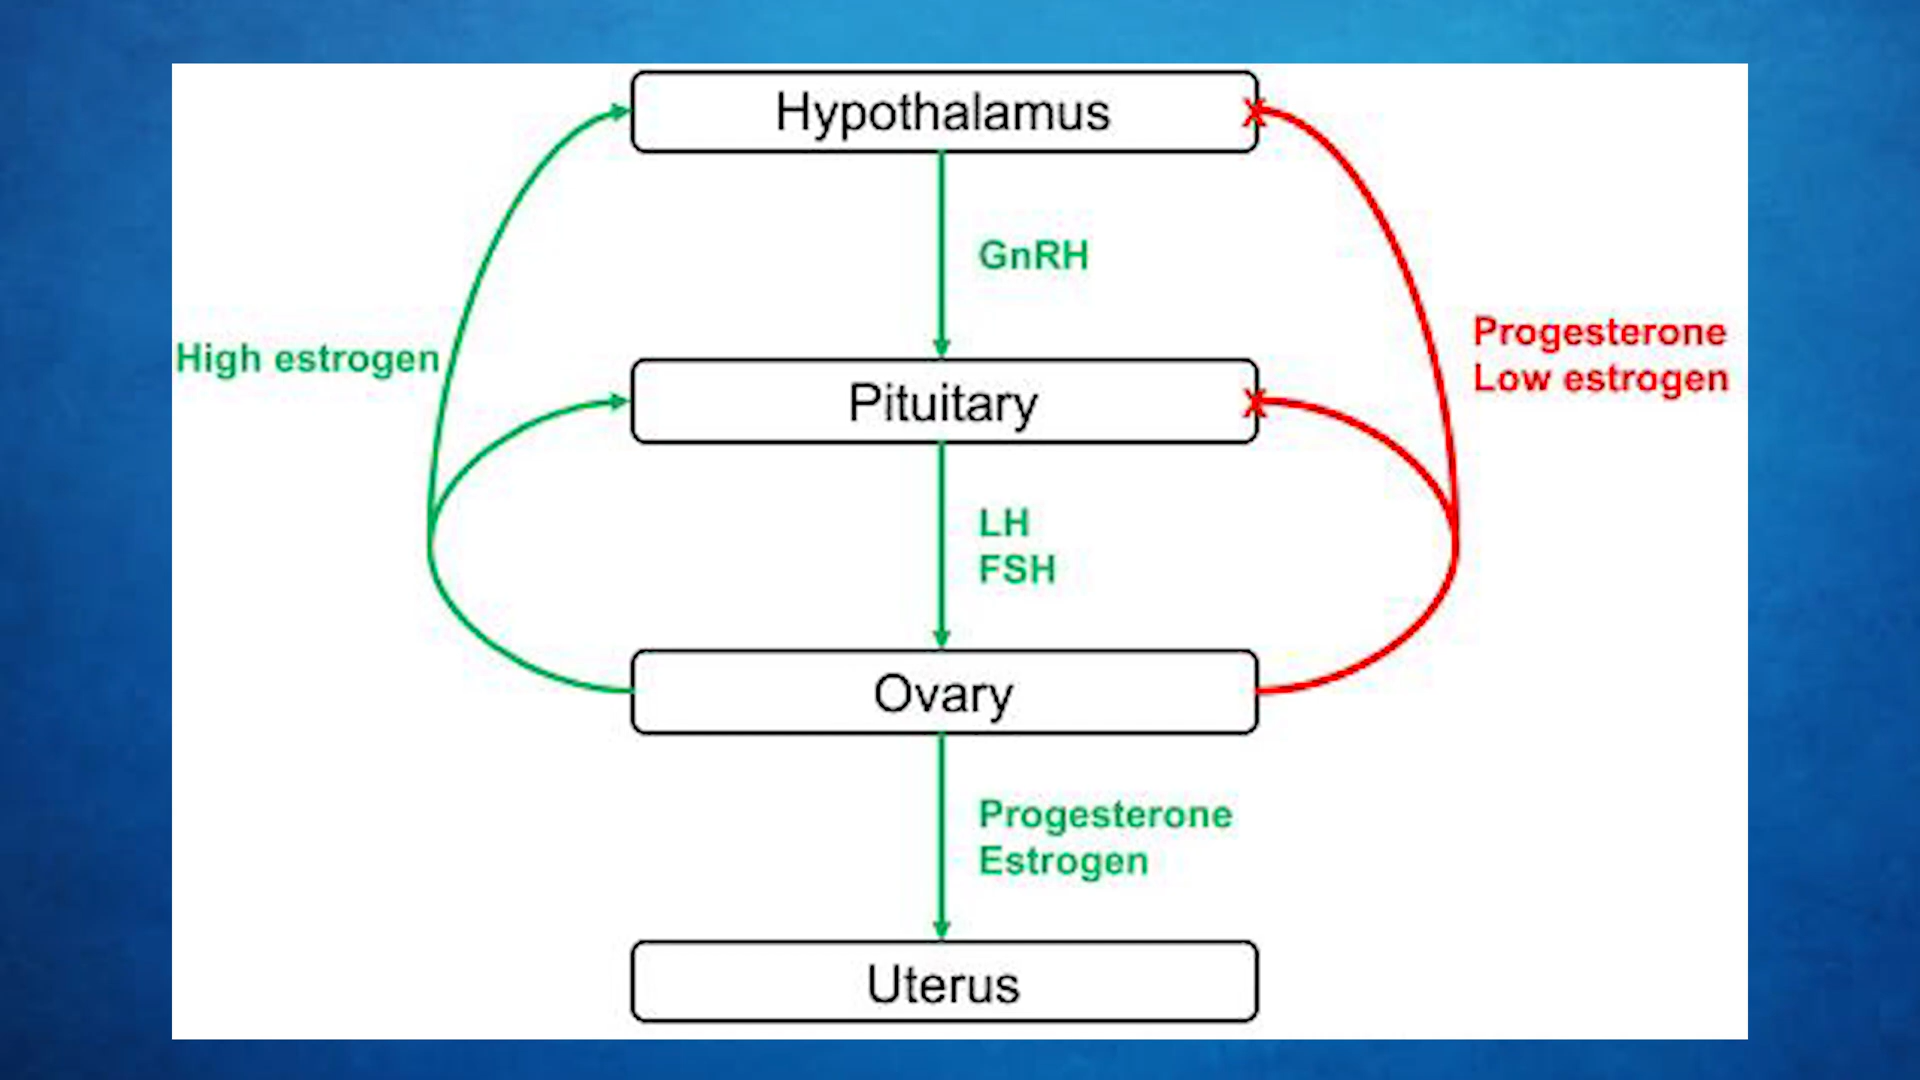 Hypothalamus
GnRH
High estrogen
Progesterone
Low estrogen
Pituitary
LH
FSH
Ovary
Progesterone
Estrogen
Uterus